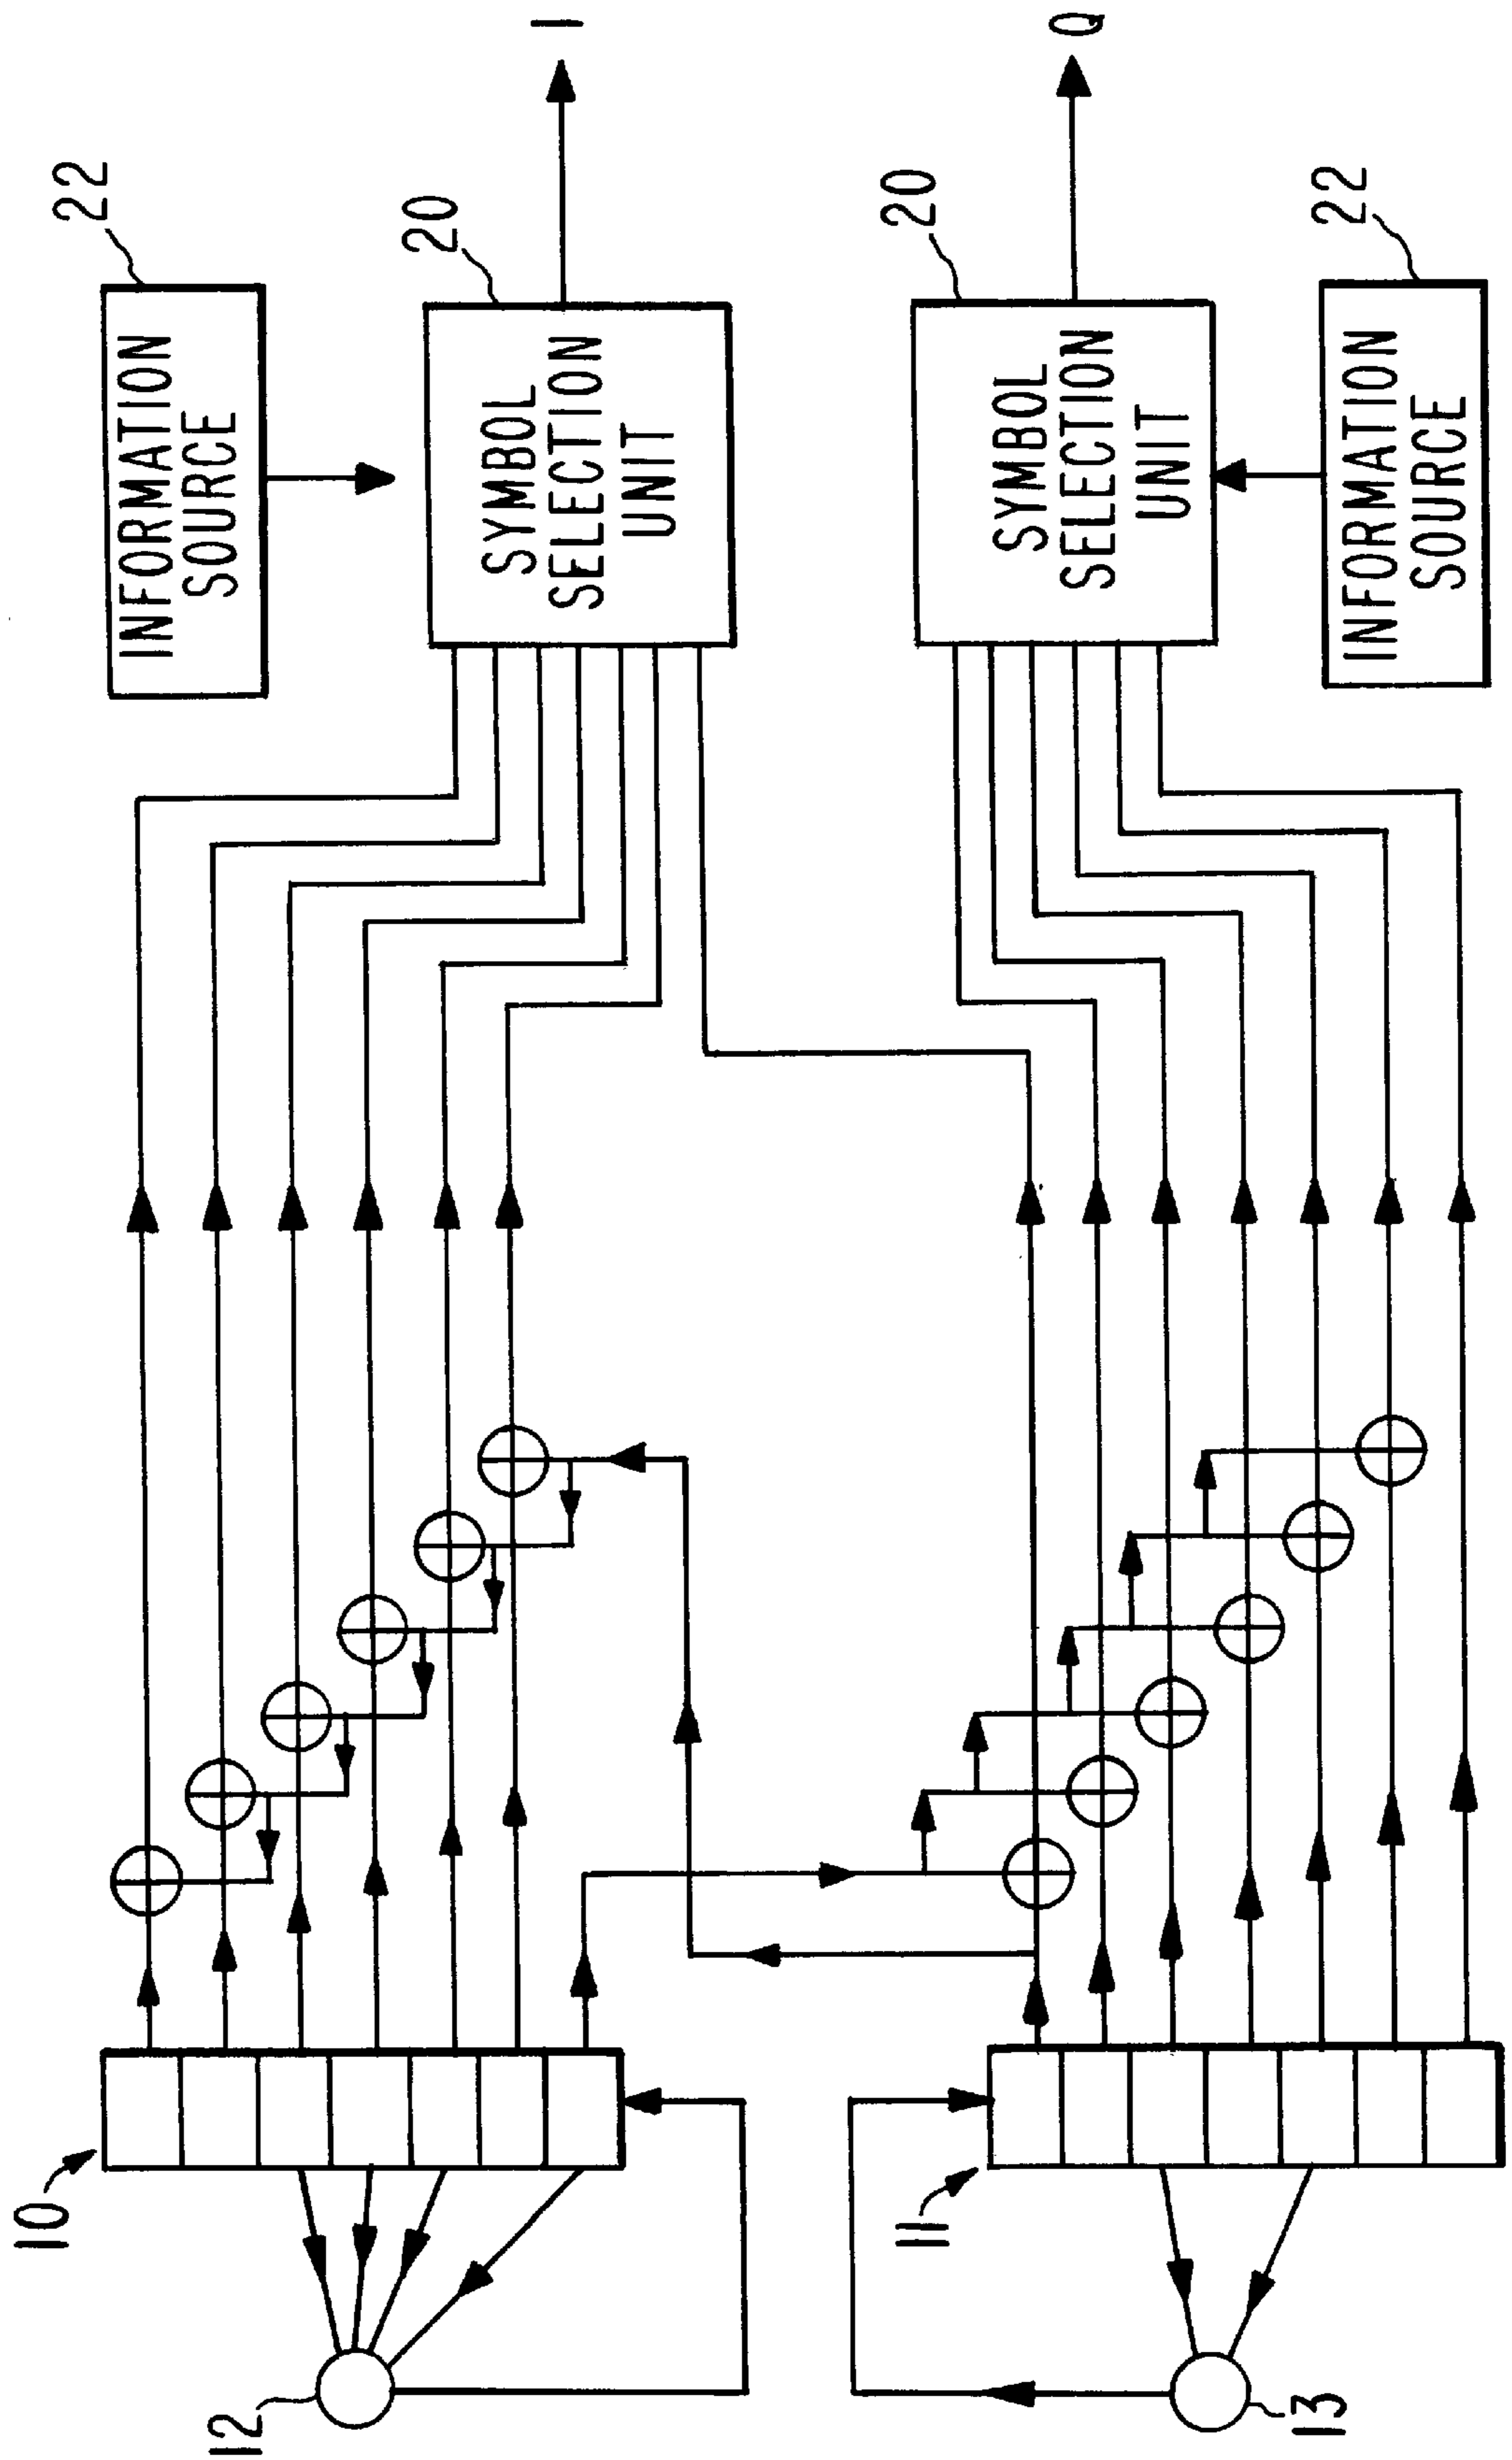 10
12
INFORMATION
SOURCE
22
SYMBOL
SELECTION
UNIT
20
I
11
13
SYMBOL
SELECTION
UNIT
20
Q
INFORMATION
SOURCE
22